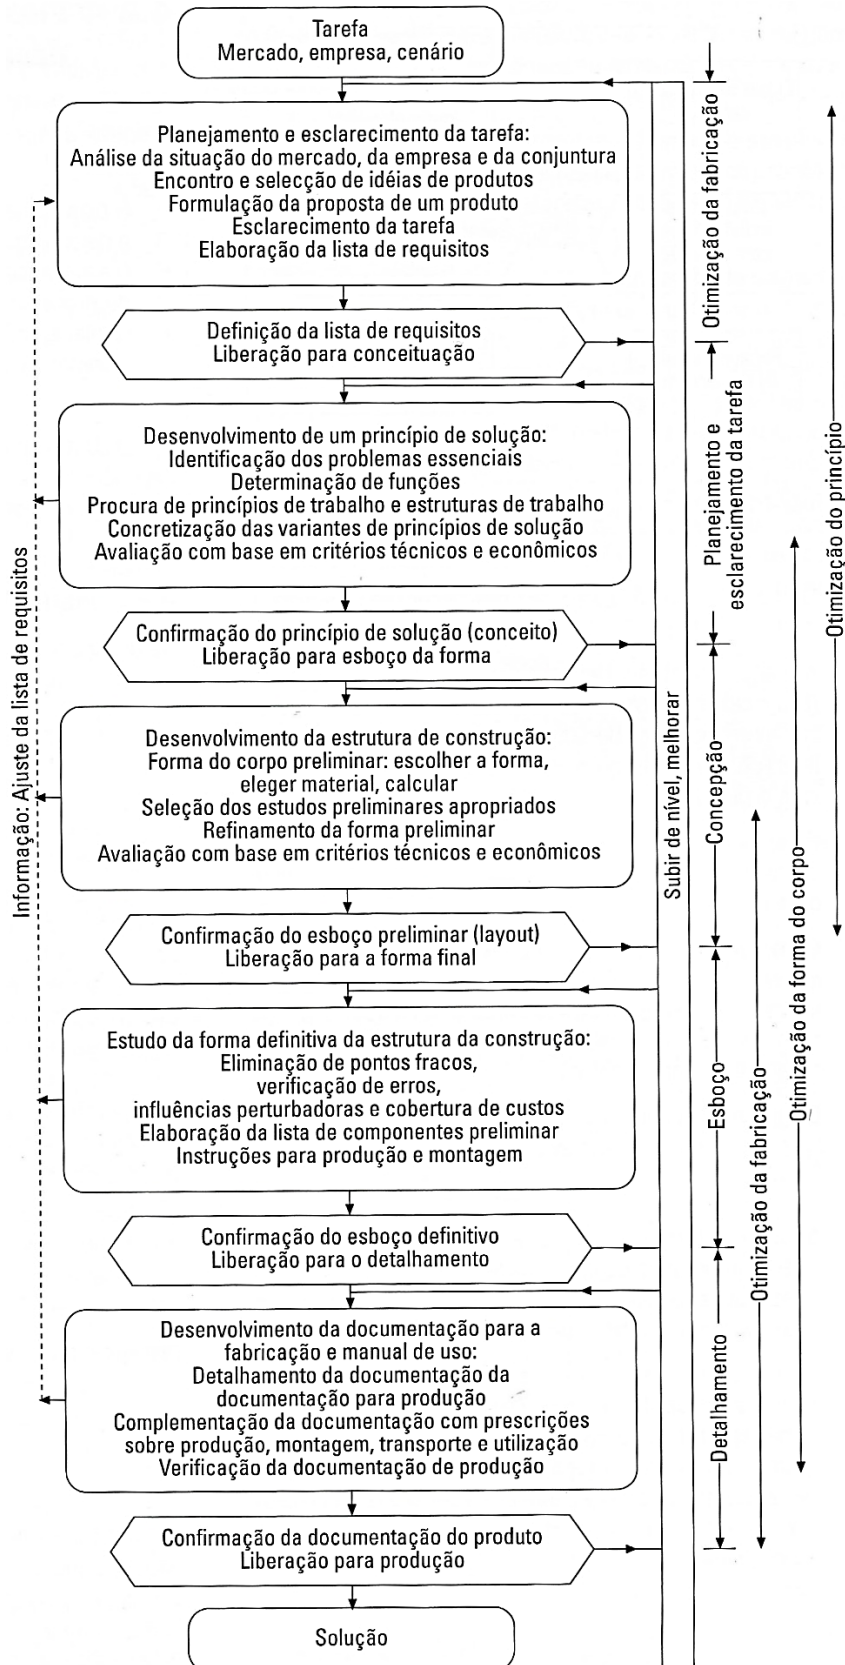 Tarefa
Mercado, empresa, cenário
Planejamento e esclarecimento da tarefa:
Análise da situação do mercado, da empresa e da conjuntura
Encontro e selecção de idéias de produtos
Formulação da proposta de um produto
Esclarecimento da tarefa
Elaboração da lista de requisitos
Definição da lista de requisitos
Liberação para conceituação
Desenvolvimento de um princípio de solução:
Identificação dos problemas essenciais
Determinação de funções
Procura de princípios de trabalho e estruturas de trabalho
Concretização das variantes de princípios de solução
Avaliação com base em critérios técnicos e econômicos
Confirmação do princípio de solução (conceito)
Liberação para esboço da forma
Desenvolvimento da estrutura de construção:
Forma do corpo preliminar: escolher a forma,
eleger material, calcular
Seleção dos estudos preliminares apropriados
Refinamento da forma preliminar
Avaliação com base em critérios técnicos e econômicos
Confirmação do esboço preliminar (layout)
Liberação para a forma final
Estudo da forma definitiva da estrutura da construção:
Eliminação de pontos fracos,
verificação de erros,
influências perturbadoras e cobertura de custos
Elaboração da lista de componentes preliminar
Instruções para produção e montagem
Confirmação do esboço definitivo
Liberação para o detalhamento
Desenvolvimento da documentação para a
fabricação e manual de uso:
Detalhamento da documentação da
documentação para produção
Complementação da documentação com prescrições
sobre produção, montagem, transporte e utilização
Verificação da documentação de produção
Confirmação da documentação do produto
Liberação para produção
Solução
Informação: Ajuste da lista de requisitos
Subir de nível, melhorar
Otimização da fabricação
Planejamento e
esclarecimento da tarefa
Concepção
Esboço
Detalhamento
Otimização da fabricação
Otimização da forma do corpo
Otimização do princípio